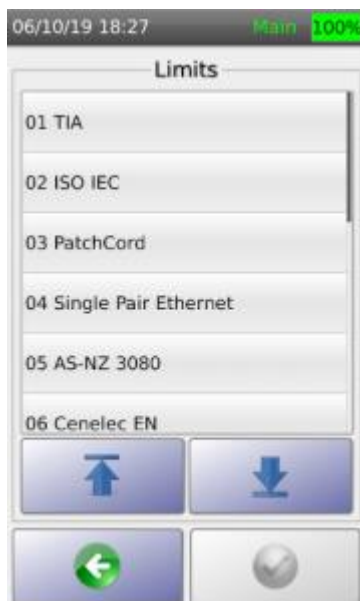 06/10/19 18:27 Main 100%
Limits
01 TIA
02 ISO IEC
03 PatchCord
04 Single Pair Ethernet
05 AS-NZ 3080
06 Cenelec EN